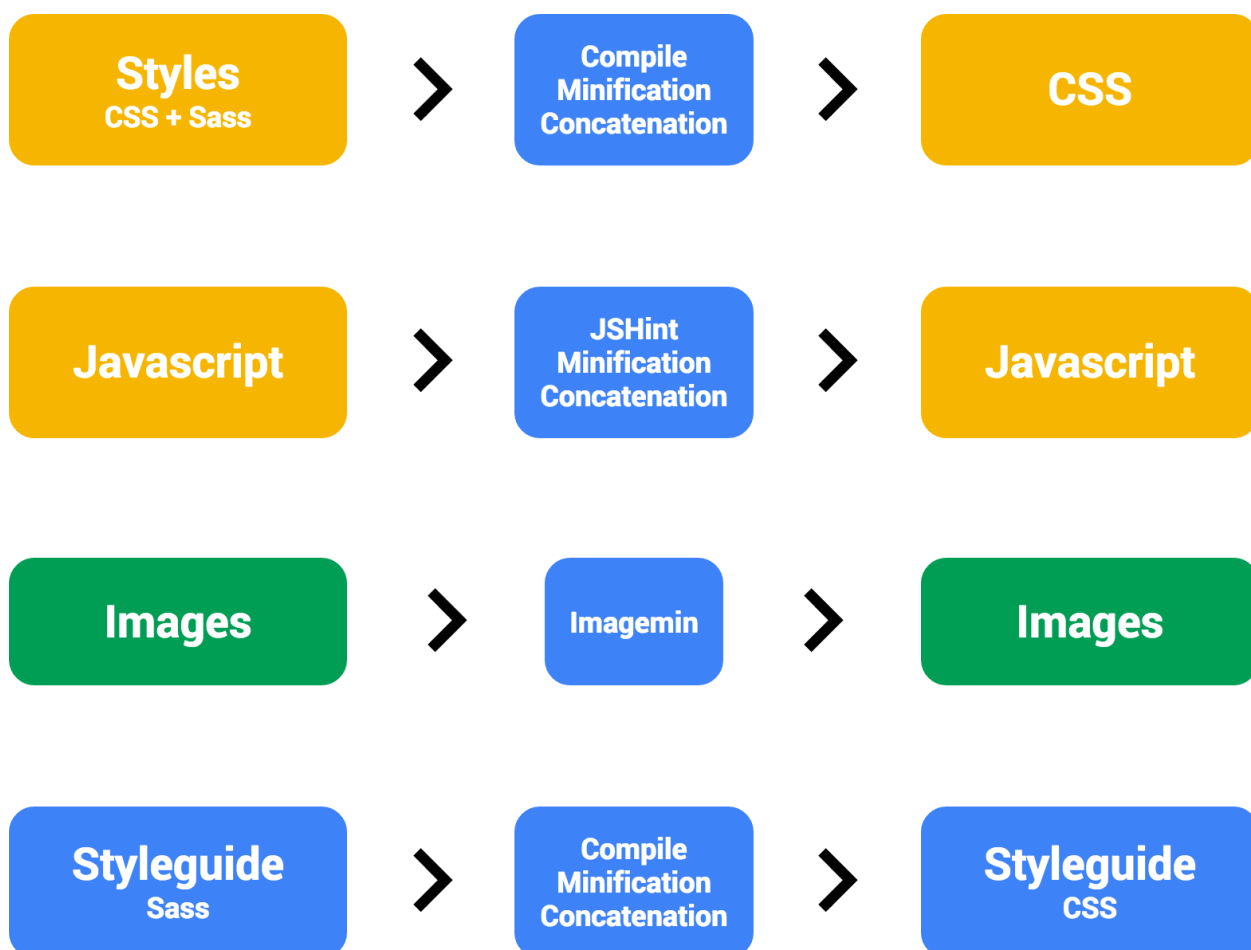 Styles
CSS + Sass
Compile
Minification
Concatenation
CSS
Javascript
JSHint
Minification
Concatenation
Javascript
Images
Imagemin
Images
Styleguide
Sass
Compile
Minification
Concatenation
Styleguide
CSS